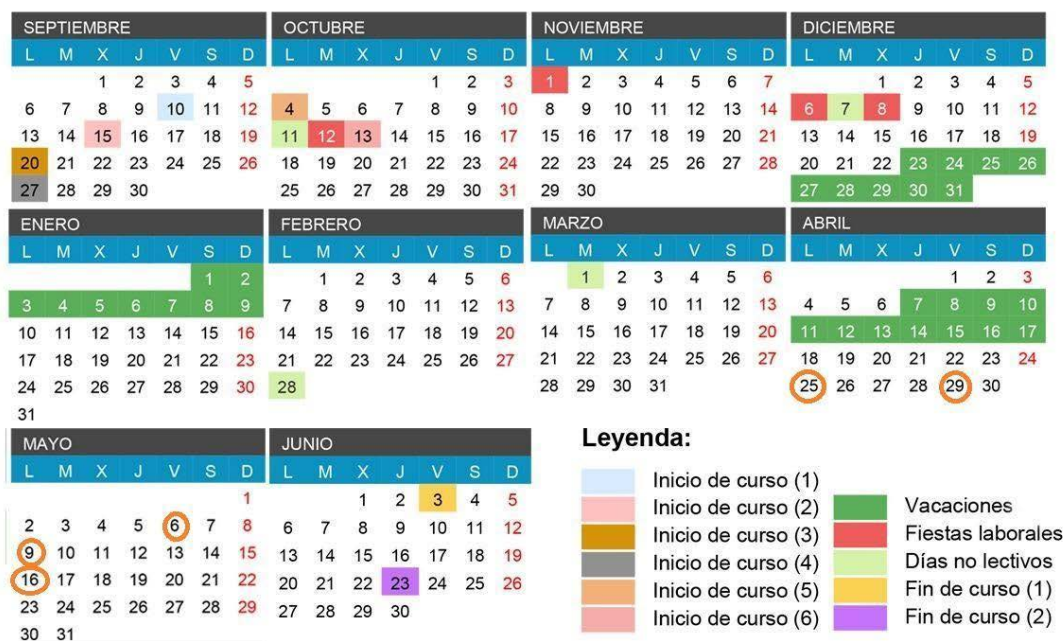 SEPTIEMBRE
L M X J V S D
1 2 3 4 5
6 7 8 9 10 11 12
13 14 15 16 17 18 19
20 21 22 23 24 25 26
27 28 29 30
OCTUBRE
L M X J V S D
1 2 3
4 5 6 7 8 9 10
11 12 13 14 15 16 17
18 19 20 21 22 23 24
25 26 27 28 29 30 31
NOVIEMBRE
L M X J V S D
1 2 3 4 5 6 7
8 9 10 11 12 13 14
15 16 17 18 19 20 21
22 23 24 25 26 27 28
29 30
DICIEMBRE
L M X J V S D
1 2 3 4 5
6 7 8 9 10 11 12
13 14 15 16 17 18 19
20 21 22 23 24 25 26
27 28 29 30 31
ENERO
L M X J V S D
1 2
3 4 5 6 7 8 9
10 11 12 13 14 15 16
17 18 19 20 21 22 23
24 25 26 27 28 29 30
31
FEBRERO
L M X J V S D
1 2 3 4 5 6
7 8 9 10 11 12 13
14 15 16 17 18 19 20
21 22 23 24 25 26 27
28
MARZO
L M X J V S D
1 2 3 4 5 6
7 8 9 10 11 12 13
14 15 16 17 18 19 20
21 22 23 24 25 26 27
28 29 30 31
ABRIL
L M X J V S D
1 2 3
4 5 6 7 8 9 10
11 12 13 14 15 16 17
18 19 20 21 22 23 24
25 26 27 28 29 30
MAYO
L M X J V S D
1
2 3 4 5 6 7 8
9 10 11 12 13 14 15
16 17 18 19 20 21 22
23 24 25 26 27 28 29
30 31
JUNIO
L M X J V S D
1 2 3 4 5
6 7 8 9 10 11 12
13 14 15 16 17 18 19
20 21 22 23 24 25 26
27 28 29 30
Leyenda:
Inicio de curso (1)
Inicio de curso (2)
Inicio de curso (3)
Inicio de curso (4)
Inicio de curso (5)
Inicio de curso (6)
Vacaciones
Fiestas laborales
Días no lectivos
Fin de curso (1)
Fin de curso (2)